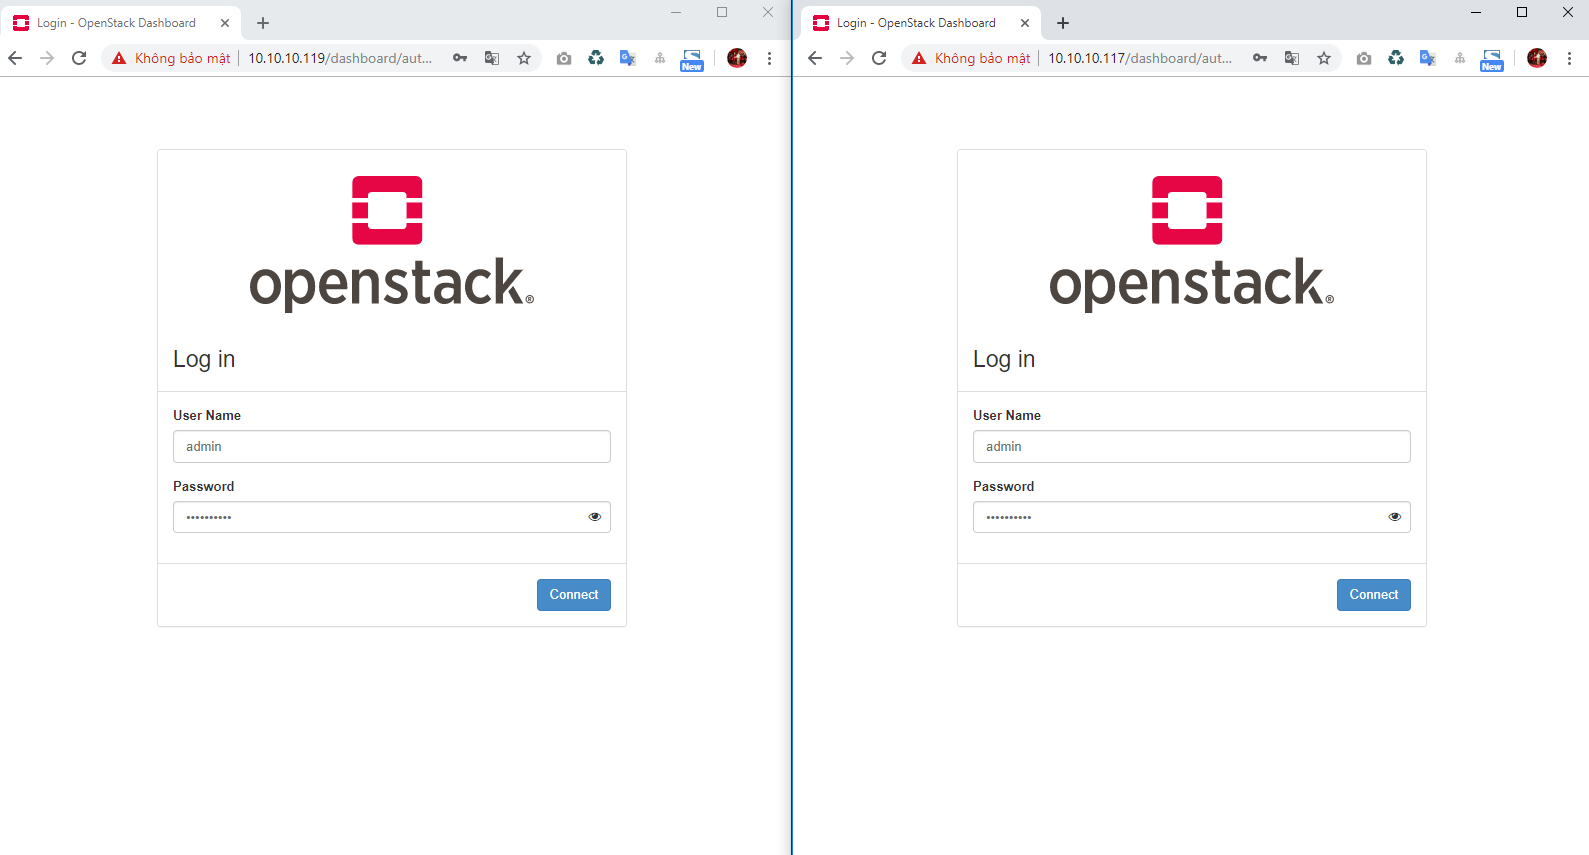 Login - OpenStack Dashboard
Không bảo mật
10.10.10.119/dashboard/aut...
New
openstack®
Log in
User Name
admin
Password
••••••••••
Connect
Login - OpenStack Dashboard
Không bảo mật
10.10.10.117/dashboard/aut...
New
openstack®
Log in
User Name
admin
Password
••••••••••
Connect